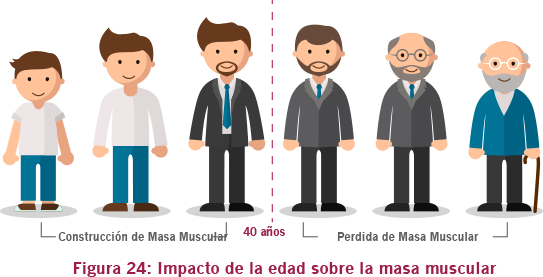 Construcción de Masa Muscular
40 años
Perdida de Masa Muscular
Figura 24: Impacto de la edad sobre la masa muscular